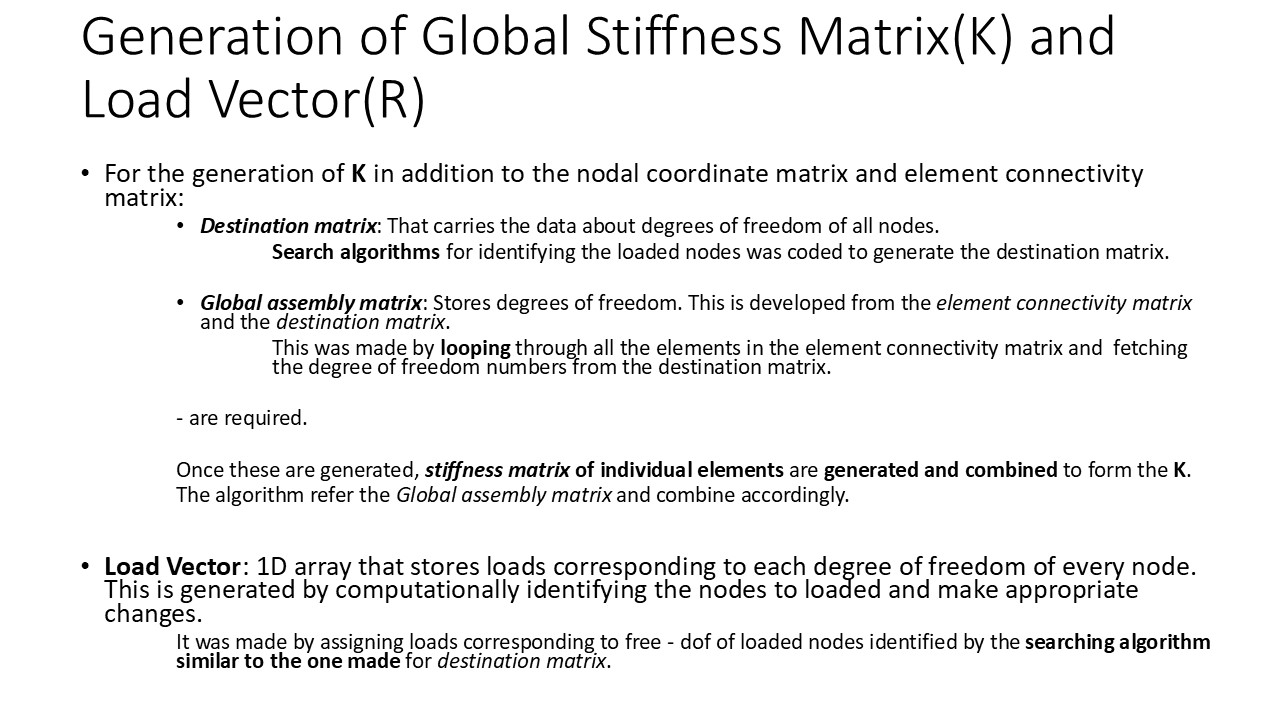 Generation of Global Stiffness Matrix(K) and
Load Vector(R)
• For the generation of K in addition to the nodal coordinate matrix and element connectivity
matrix:
• Destination matrix: That carries the data about degrees of freedom of all nodes.
Search algorithms for identifying the loaded nodes was coded to generate the destination matrix.
• Global assembly matrix: Stores degrees of freedom. This is developed from the element connectivity matrix
and the destination matrix.
This was made by looping through all the elements in the element connectivity matrix and  fetching
the degree of freedom numbers from the destination matrix.
- are required.
Once these are generated, stiffness matrix of individual elements are generated and combined to form the K.
The algorithm refer the Global assembly matrix and combine accordingly.
• Load Vector: 1D array that stores loads corresponding to each degree of freedom of every node.
This is generated by computationally identifying the nodes to loaded and make appropriate
changes.
It was made by assigning loads corresponding to free - dof of loaded nodes identified by the searching algorithm
similar to the one made for destination matrix.